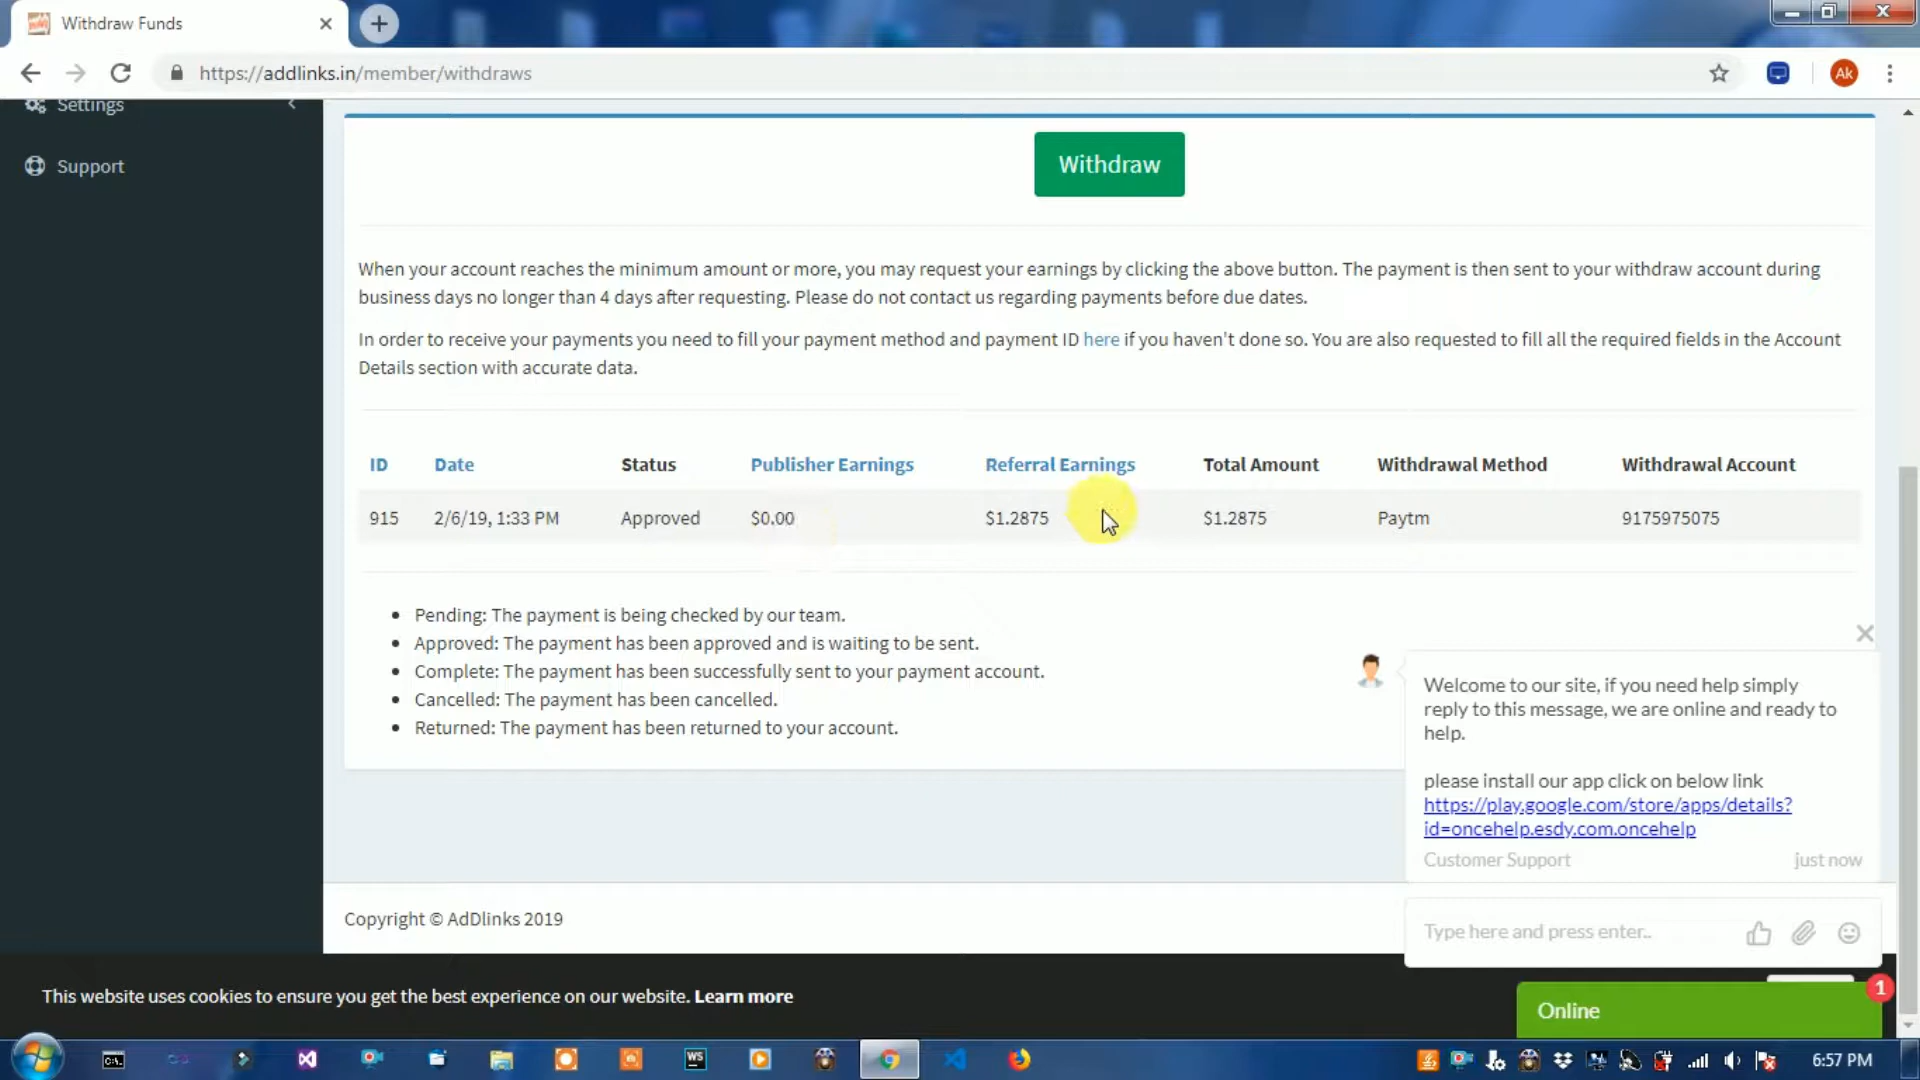 Withdraw Funds
https://addlinks.in/member/withdraws
Ak
Settings
Support
Withdraw
When your account reaches the minimum amount or more, you may request your earnings by clicking the above button. The payment is then sent to your withdraw account during
business days no longer than 4 days after requesting. Please do not contact us regarding payments before due dates.
In order to receive your payments you need to fill your payment method and payment ID here if you haven't done so. You are also requested to fill all the required fields in the Account
Details section with accurate data.
ID Date Status Publisher Earnings Referral Earnings Total Amount Withdrawal Method Withdrawal Account
915 2/6/19, 1:33 PM Approved $0.00 $1.2875 $1.2875 Paytm 9175975075
• Pending: The payment is being checked by our team.
• Approved: The payment has been approved and is waiting to be sent.
• Complete: The payment has been successfully sent to your payment account.
• Cancelled: The payment has been cancelled.
• Returned: The payment has been returned to your account.
Welcome to our site, if you need help simply
reply to this message, we are online and ready to
help.
please install our app click on below link
https://play.google.com/store/apps/details?
id=oncehelp.esdy.com.oncehelp
Customer Support just now
Type here and press enter..
Copyright © AdDlinks 2019
This website uses cookies to ensure you get the best experience on our website. Learn more
Online
1
C:\.
WS
6:57 PM